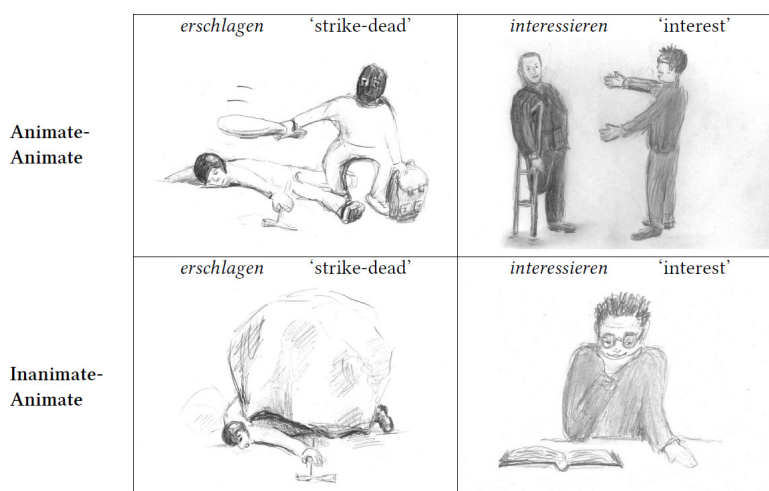 erschlagen ‘strike-dead’ interessieren ‘interest’
Animate-
Animate
erschlagen ‘strike-dead’ interessieren ‘interest’
Inanimate-
Animate